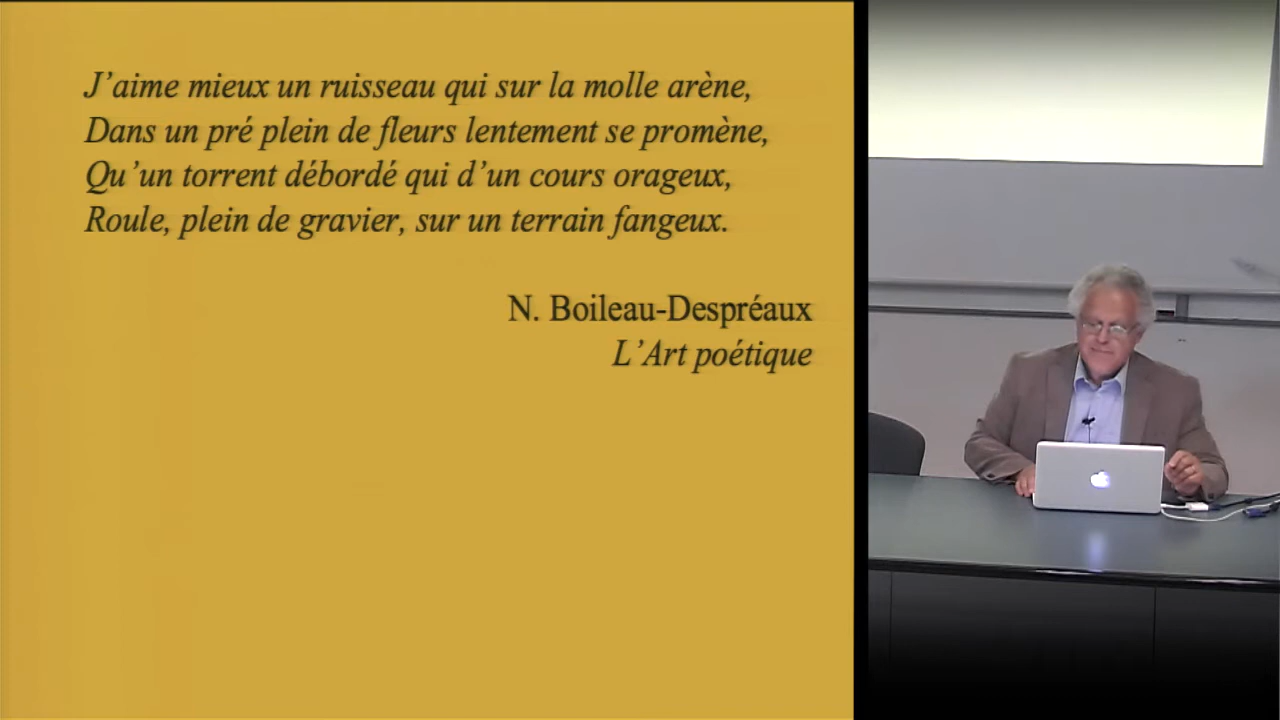 J’aime mieux un ruisseau qui sur la molle arène,
Dans un pré plein de fleurs lentement se promène,
Qu’un torrent débordé qui d’un cours orageux,
Roule, plein de gravier, sur un terrain fangeux.
N. Boileau-Despréaux
L’Art poétique